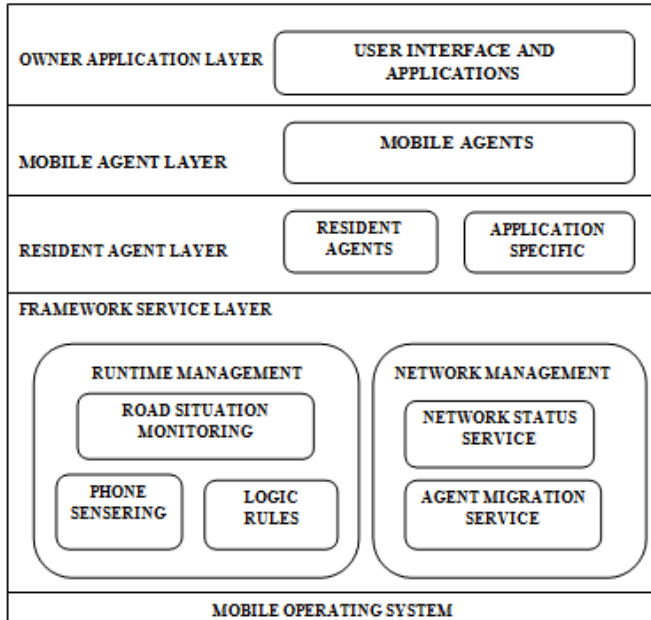 OWNER APPLICATION LAYER
USER INTERFACE AND
APPLICATIONS
MOBILE AGENT LAYER
MOBILE AGENTS
RESIDENT AGENT LAYER
RESIDENT
AGENTS
APPLICATION
SPECIFIC
FRAMEWORK SERVICE LAYER
RUNTIME MANAGEMENT
ROAD SITUATION
MONITORING
PHONE
SENSERING
LOGIC
RULES
NETWORK MANAGEMENT
NETWORK STATUS
SERVICE
AGENT MIGRATION
SERVICE
MOBILE OPERATING SYSTEM